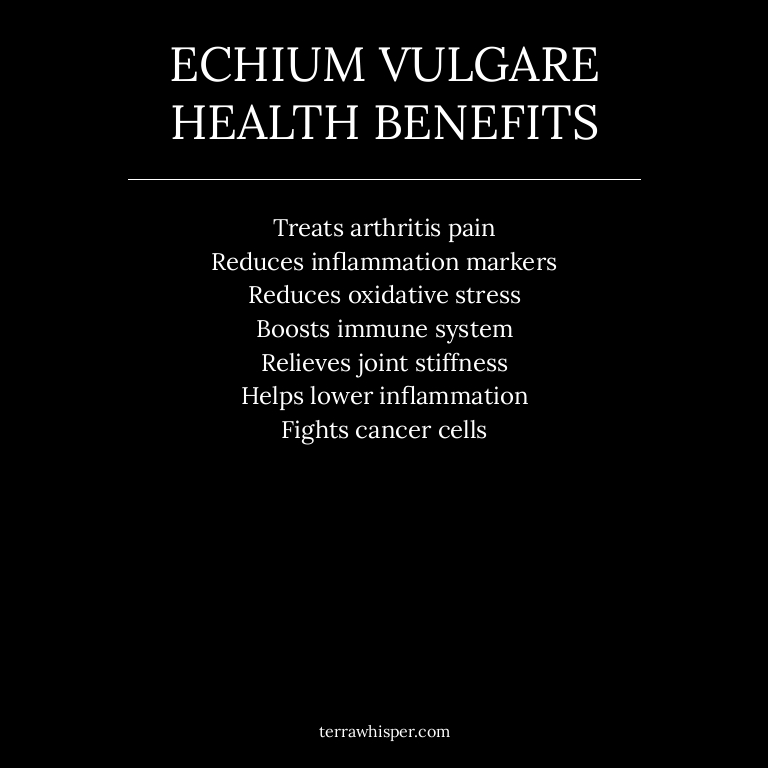 ECHIUM VULGARE
HEALTH BENEFITS
Treats arthritis pain
Reduces inflammation markers
Reduces oxidative stress
Boosts immune system
Relieves joint stiffness
Helps lower inflammation
Fights cancer cells
terrawhisper.com